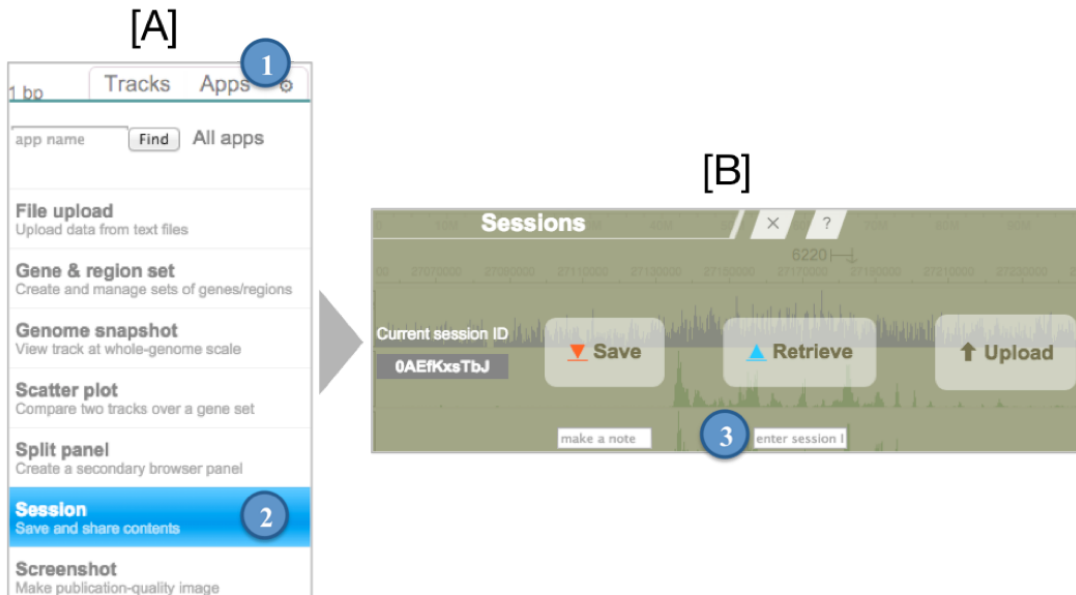 [A]
1
1 bp
Tracks
Apps
app name
Find
All apps
File upload
Upload data from text files
Gene & region set
Create and manage sets of genes/regions
Genome snapshot
View track at whole-genome scale
Scatter plot
Compare two tracks over a gene set
Split panel
Create a secondary browser panel
Session
Save and share contents
2
Screenshot
Make publication-quality image
[B]
Sessions
×
?
6220
27070000 27090000 27110000 27130000 27150000 27170000 27190000 27210000 27230000
Current session ID
0AEfKxsTbJ
Save
Retrieve
Upload
make a note
3
enter session I